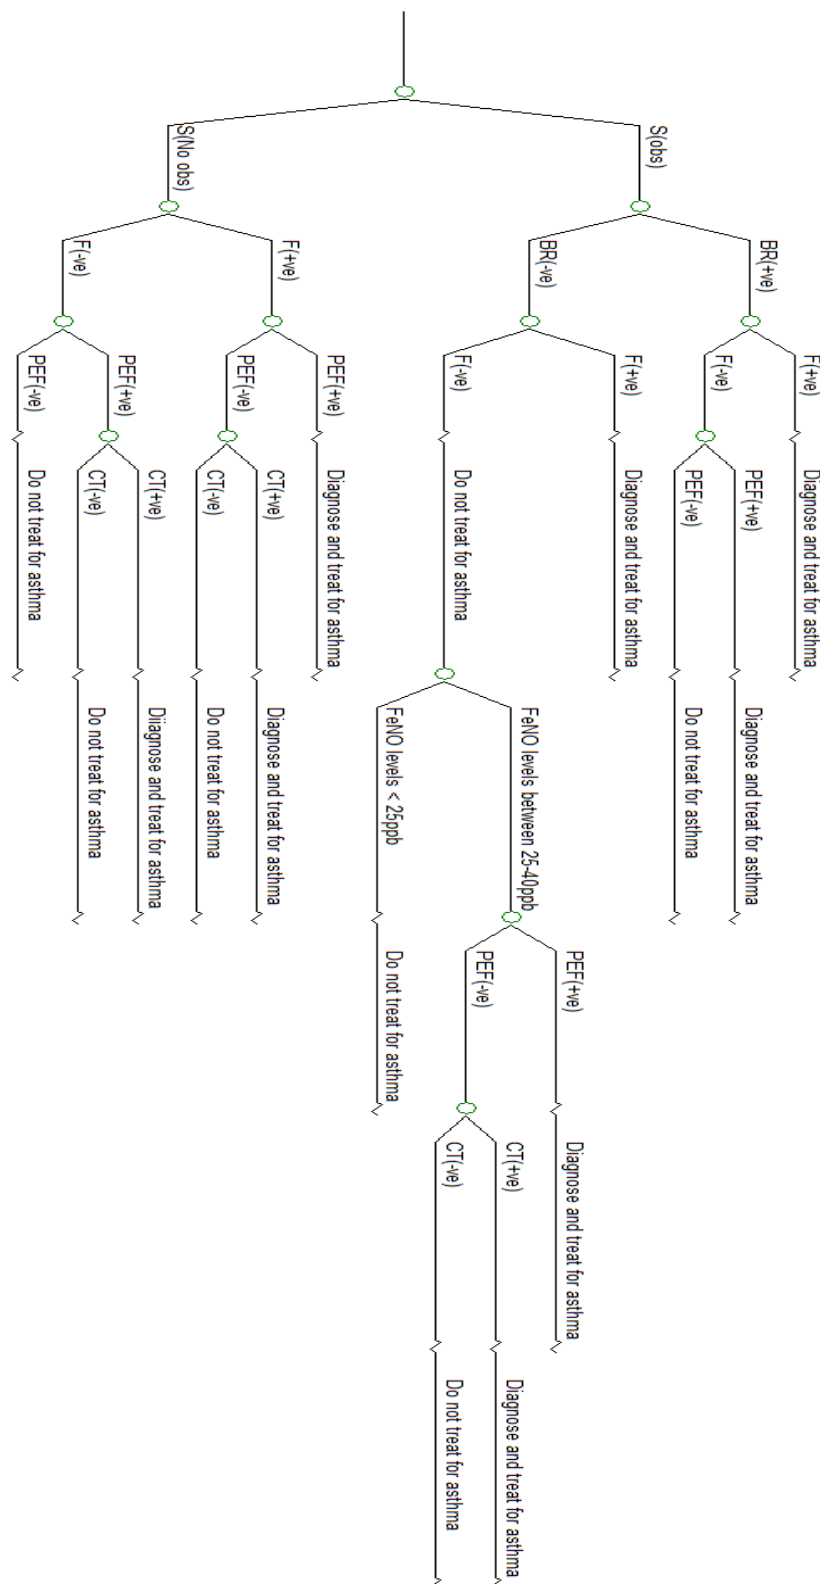 F(+ve) Diagnose and treat for asthma
BR(+ve)
PEF(+ve) Diagnose and treat for asthma
F(-ve)
PEF(-ve) Do not treat for asthma
S(obs)
F(+ve) Diagnose and treat for asthma
PEF(+ve) Diagnose and treat for asthma
BR(-ve)
FeNO levels between 25-40ppb
CT(+ve) Diagnose and treat for asthma
PEF(-ve)
F(-ve) Do not treat for asthma
CT(-ve) Do not treat for asthma
FeNO levels < 25ppb Do not treat for asthma
PEF(+ve) Diagnose and treat for asthma
F(+ve)
CT(+ve) Diagnose and treat for asthma
PEF(-ve)
CT(-ve) Do not treat for asthma
S(No obs)
CT(+ve) Diiagnose and treat for asthma
PEF(+ve)
CT(-ve) Do not treat for asthma
F(-ve)
PEF(-ve) Do not treat for asthma